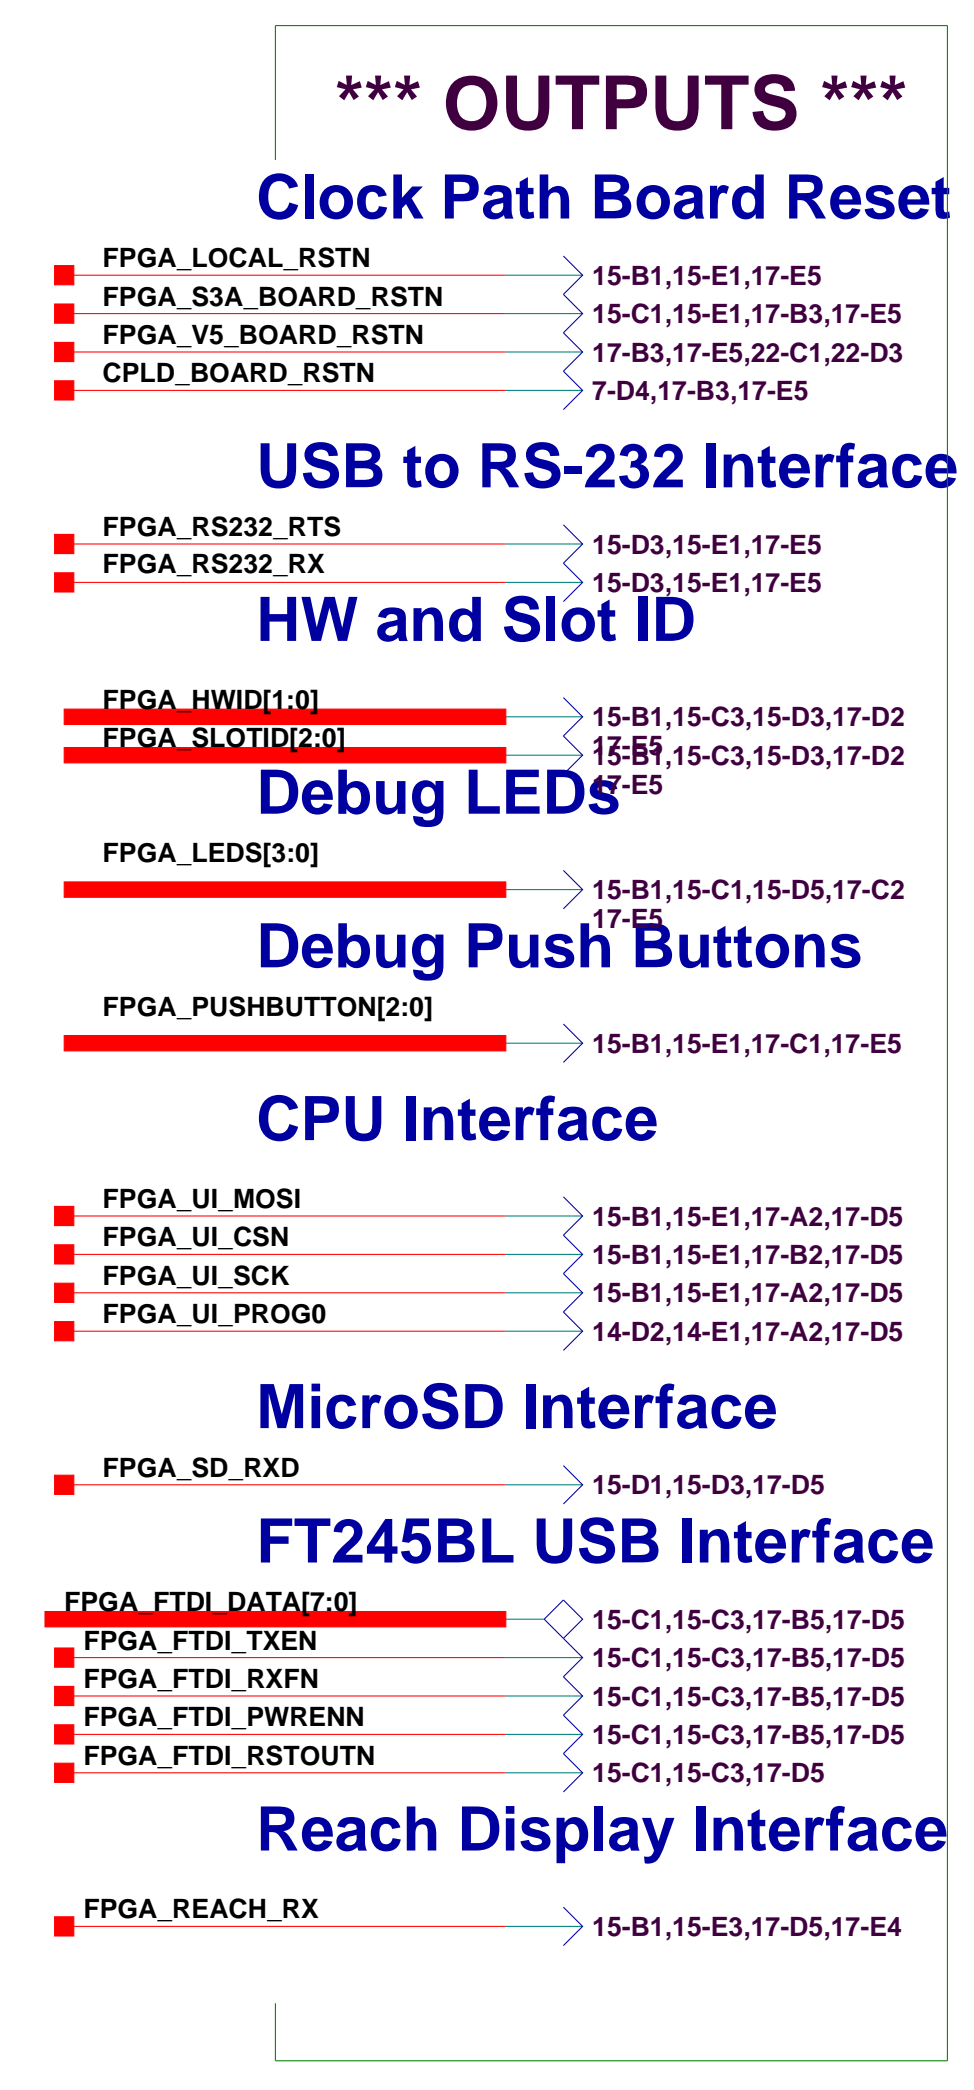 *** OUTPUTS ***
Clock Path Board Reset
FPGA_LOCAL_RSTN 15-B1,15-E1,17-E5
FPGA_S3A_BOARD_RSTN 15-C1,15-E1,17-B3,17-E5
FPGA_V5_BOARD_RSTN 17-B3,17-E5,22-C1,22-D3
CPLD_BOARD_RSTN 7-D4,17-B3,17-E5
USB to RS-232 Interface
FPGA_RS232_RTS 15-D3,15-E1,17-E5
FPGA_RS232_RX 15-D3,15-E1,17-E5
HW and Slot ID
FPGA_HWID[1:0] 15-B1,15-C3,15-D3,17-D2
17-E5
FPGA_SLOTID[2:0] 15-B1,15-C3,15-D3,17-D2
17-E5
Debug LEDs
FPGA_LEDS[3:0] 15-B1,15-C1,15-D5,17-C2
17-E5
Debug Push Buttons
FPGA_PUSHBUTTON[2:0] 15-B1,15-E1,17-C1,17-E5
CPU Interface
FPGA_UI_MOSI 15-B1,15-E1,17-A2,17-D5
FPGA_UI_CSN 15-B1,15-E1,17-B2,17-D5
FPGA_UI_SCK 15-B1,15-E1,17-A2,17-D5
FPGA_UI_PROG0 14-D2,14-E1,17-A2,17-D5
MicroSD Interface
FPGA_SD_RXD 15-D1,15-D3,17-D5
FT245BL USB Interface
FPGA_FTDI_DATA[7:0] 15-C1,15-C3,17-B5,17-D5
FPGA_FTDI_TXEN 15-C1,15-C3,17-B5,17-D5
FPGA_FTDI_RXFN 15-C1,15-C3,17-B5,17-D5
FPGA_FTDI_PWRENN 15-C1,15-C3,17-B5,17-D5
FPGA_FTDI_RSTOUTN 15-C1,15-C3,17-D5
Reach Display Interface
FPGA_REACH_RX 15-B1,15-E3,17-D5,17-E4